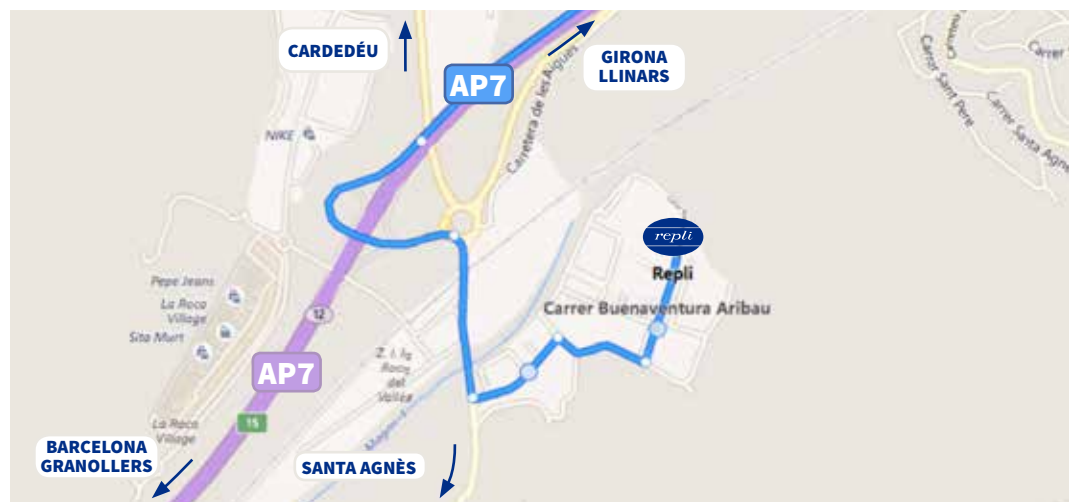 CARDEDÉU
GIRONA
LLINARS
AP7
Carretera de les Aigues
Carrer Sant Pere
Carrer
Carrer Santa Agnès
NIKE
repli
Repli
Carrer Buenaventura Aribau
Pepe Jeans
La Roca
Village
Sita Murt
12
AP7
Z. I. la
Roca
del
Vallès
15
La Roca
Village
BARCELONA
GRANOLLERS
SANTA AGNÈS